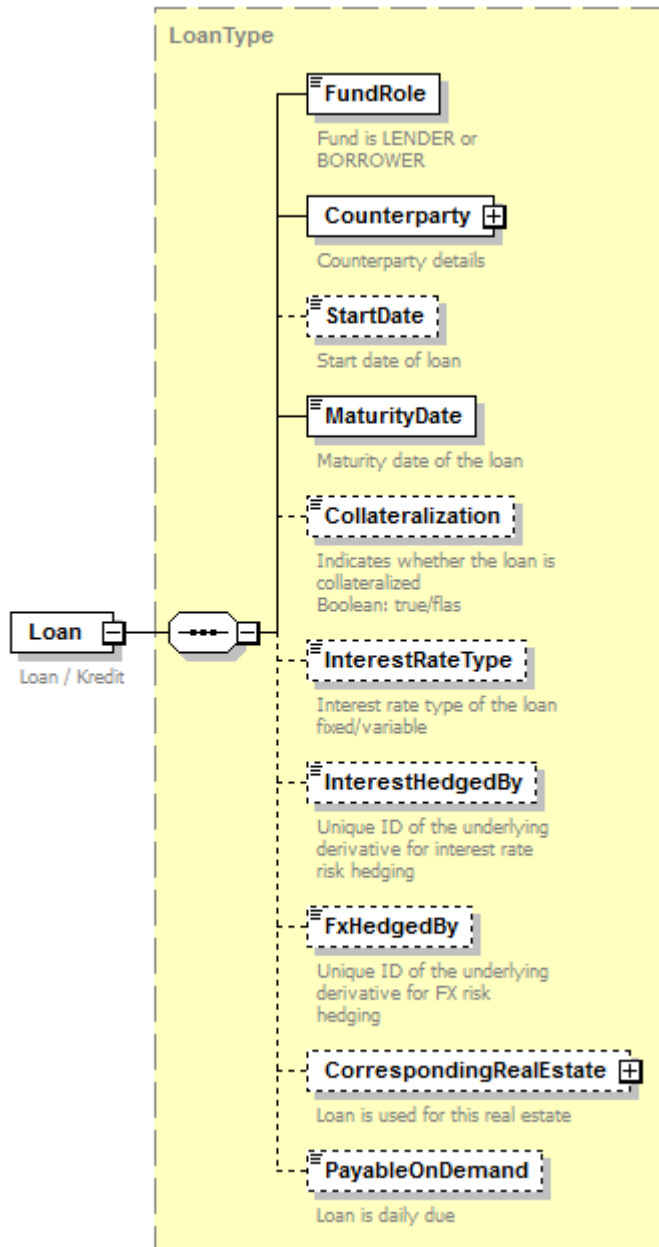 LoanType
FundRole
Fund is LENDER or
BORROWER
Counterparty
Counterparty details
StartDate
Start date of loan
MaturityDate
Maturity date of the loan
Collateralization
Indicates whether the loan is
collateralized
Boolean: true/flas
Loan
Loan / Kredit
InterestRateType
Interest rate type of the loan
fixed/variable
InterestHedgedBy
Unique ID of the underlying
derivative for interest rate
risk hedging
FxHedgedBy
Unique ID of the underlying
derivative for FX risk
hedging
CorrespondingRealEstate
Loan is used for this real estate
PayableOnDemand
Loan is daily due